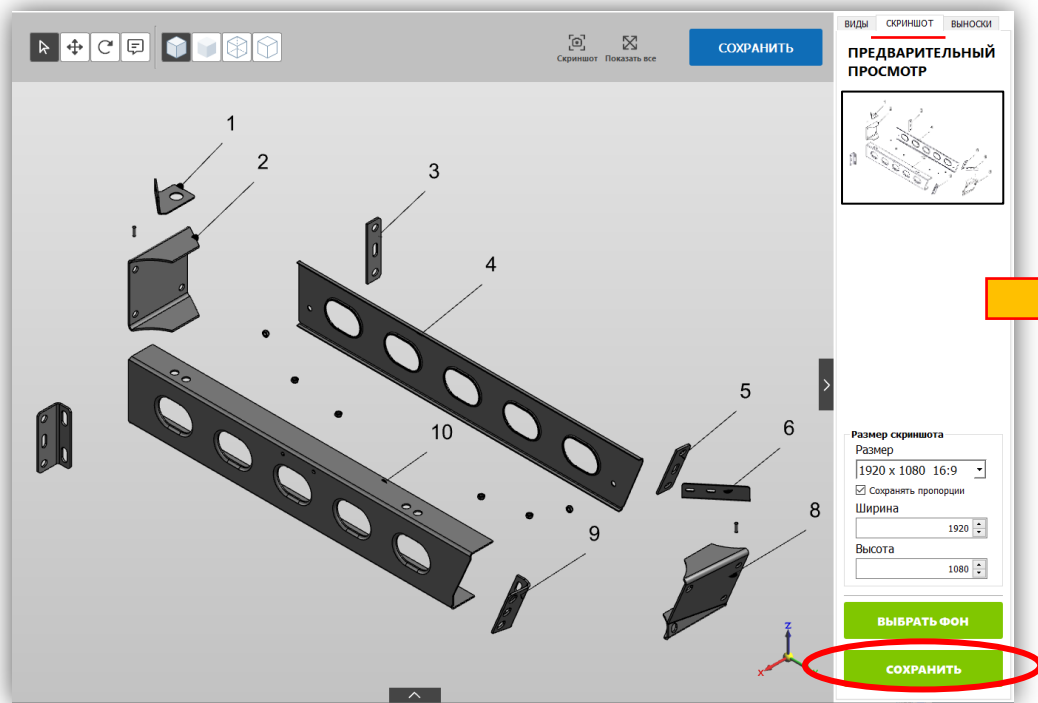 СОХРАНИТЬ
Скриншот Показать все
ВИДЫ СКРИНШОТ ВЫНОСКИ
ПРЕДВАРИТЕЛЬНЫЙ
ПРОСМОТР
1
2
3
4
5
6
10
8
9
Z
X
Размер скриншота
Размер
1920 x 1080 16:9
Сохранять пропорции
Ширина
1920
Высота
1080
ВЫБРАТЬ ФОН
СОХРАНИТЬ